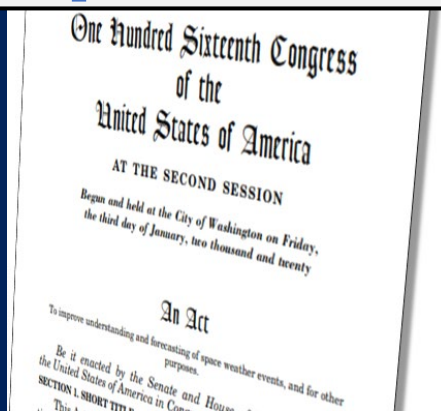 One Hundred Sixteenth Congress
of the
United States of America
AT THE SECOND SESSION
Begun and held at the City of Washington on Friday,
the third day of January, two thousand and twenty
An Act
To improve understanding and forecasting of space weather events, and for other
purposes.
Be it enacted by the Senate and House
the United States of America in
SECTION 1. SHORT
This